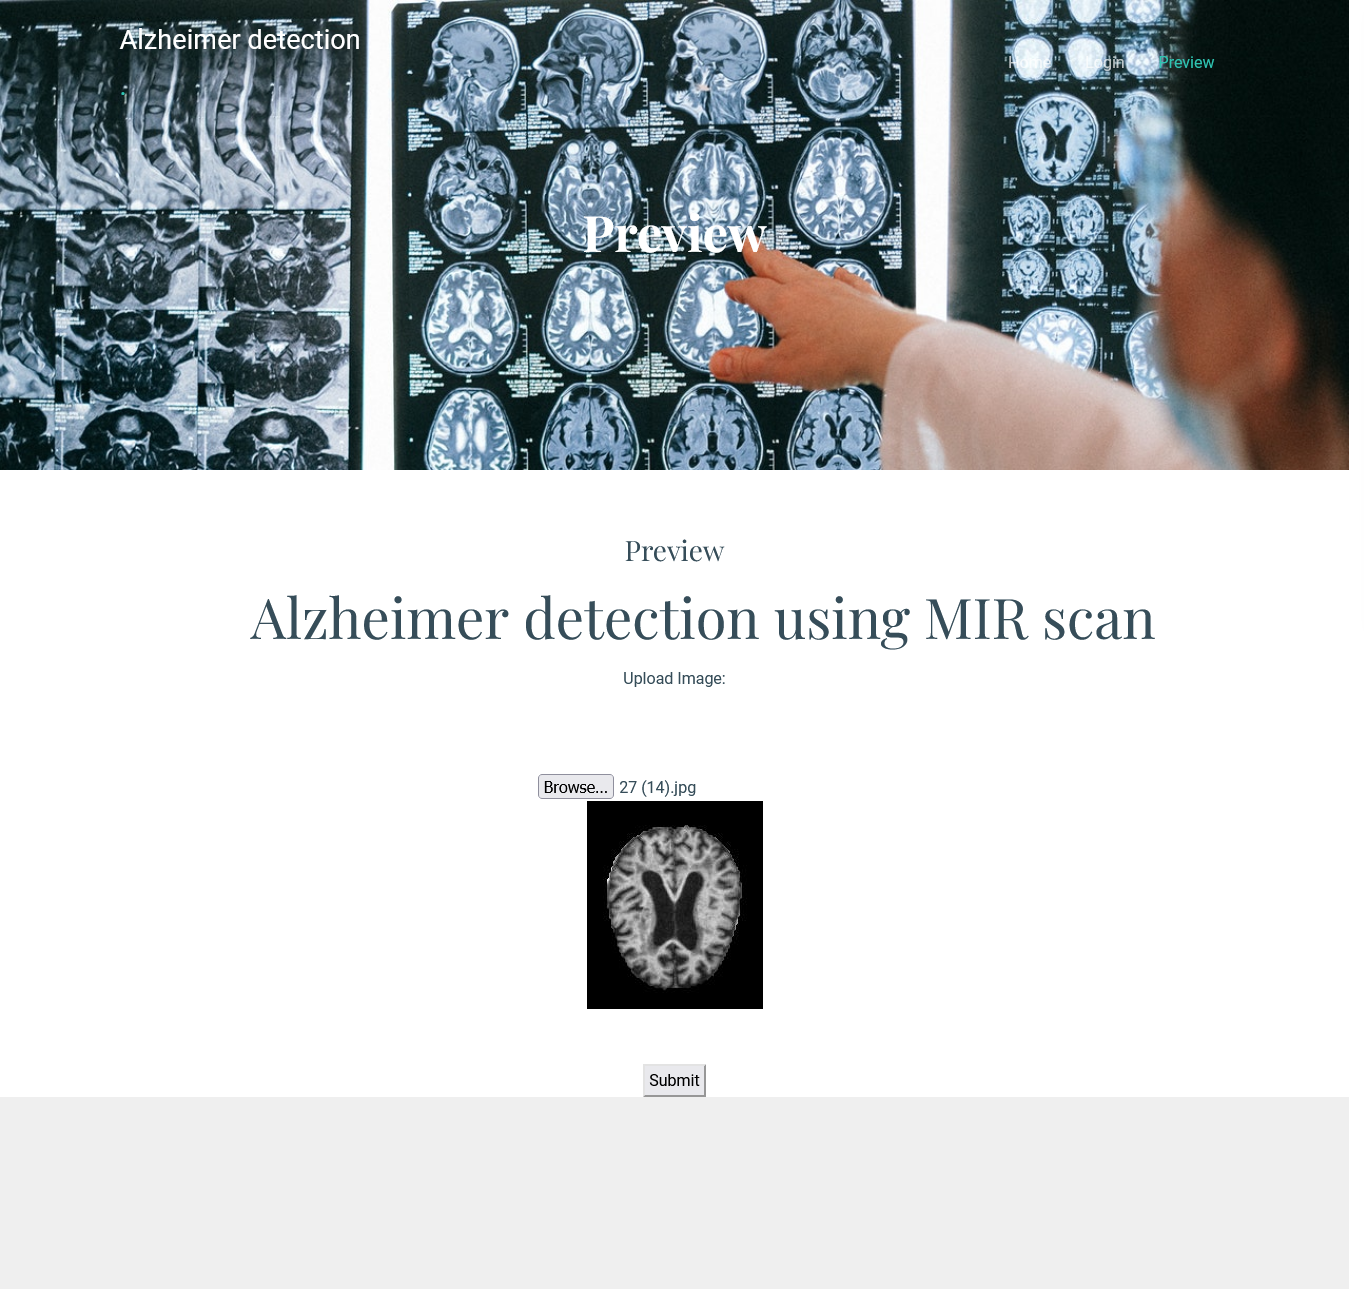 Alzheimer detection
Home Login Preview
Preview
Preview
Alzheimer detection using MIR scan
Upload Image:
Browse... 27 (14).jpg
Submit